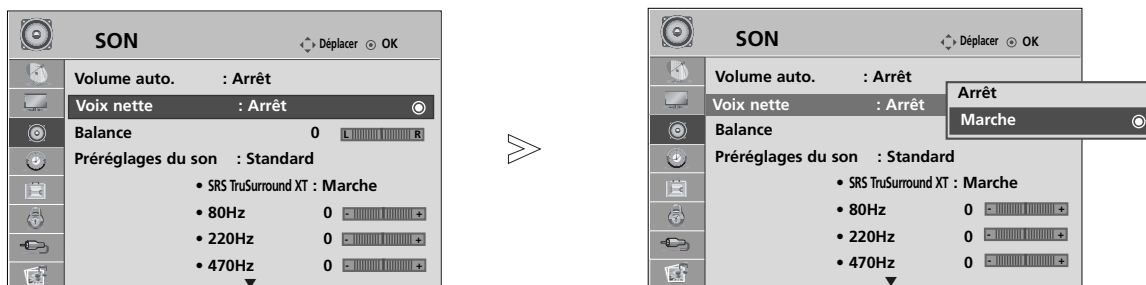 SON
Déplacer OK
Volume auto. : Arrêt
Voix nette : Arrêt
Balance 0 L R
Préréglages du son : Standard
• SRS TruSurround XT : Marche
• 80Hz 0 - +
• 220Hz 0 - +
• 470Hz 0 - +
SON
Déplacer OK
Volume auto. : Arrêt
Voix nette : Arrêt
Arrêt
Marche
Balance
Préréglages du son : Standard
• SRS TruSurround XT : Marche
• 80Hz 0 - +
• 220Hz 0 - +
• 470Hz 0 - +